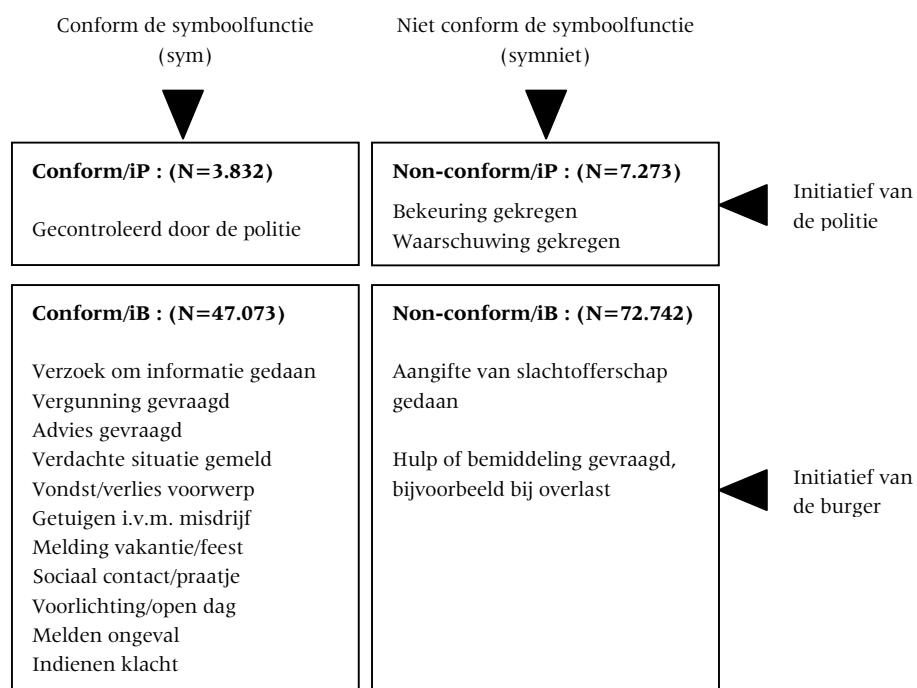 Conform de symboolfunctie
(sym)
Niet conform de symboolfunctie
(symniet)
Conform/iP : (N=3.832)
Gecontroleerd door de politie
Non-conform/iP : (N=7.273)
Bekeuring gekregen
Waarschuwing gekregen
Initiatief van
de politie
Conform/iB : (N=47.073)
Verzoek om informatie gedaan
Vergunning gevraagd
Advies gevraagd
Verdachte situatie gemeld
Vondst/verlies voorwerp
Getuigen i.v.m. misdrijf
Melding vakantie/feest
Sociaal contact/praatje
Voorlichting/open dag
Melden ongeval
Indienen klacht
Non-conform/iB : (N=72.742)
Aangifte van slachtofferschap
gedaan
Hulp of bemiddeling gevraagd,
bijvoorbeeld bij overlast
Initiatief van
de burger